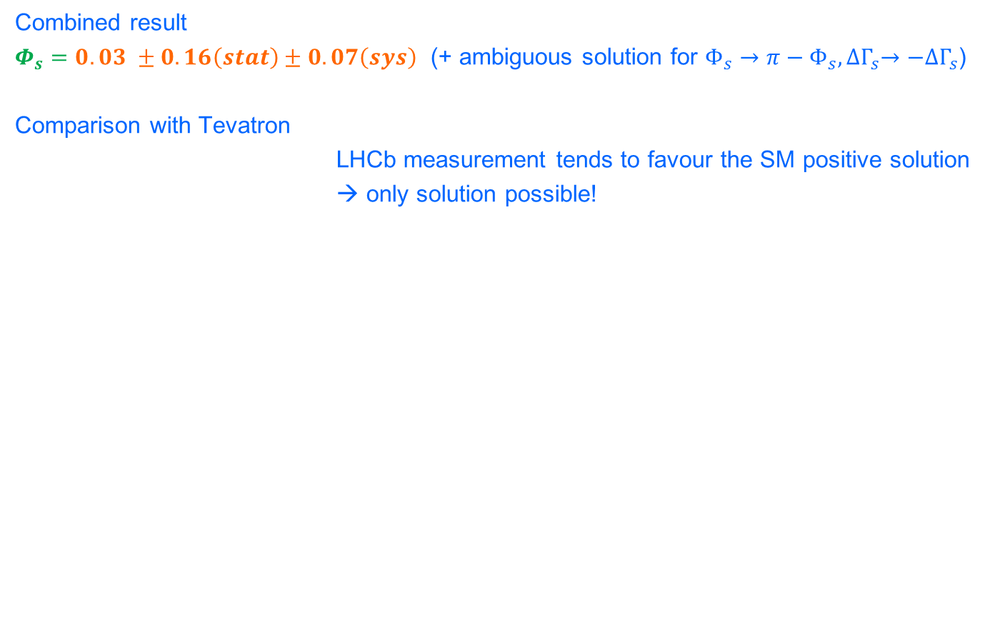 Combined result
𝜱𝒔 = 𝟎.𝟎𝟑 ± 𝟎.𝟏𝟔(𝒔𝒕𝒂𝒕) ± 𝟎.𝟎𝟕(𝒔𝒚𝒔) (+ ambiguous solution for Φ𝑠 → 𝜋 − Φ𝑠, ΔΓ𝑠→ −ΔΓ𝑠)
Comparison with Tevatron
LHCb measurement tends to favour the SM positive solution
→ only solution possible!